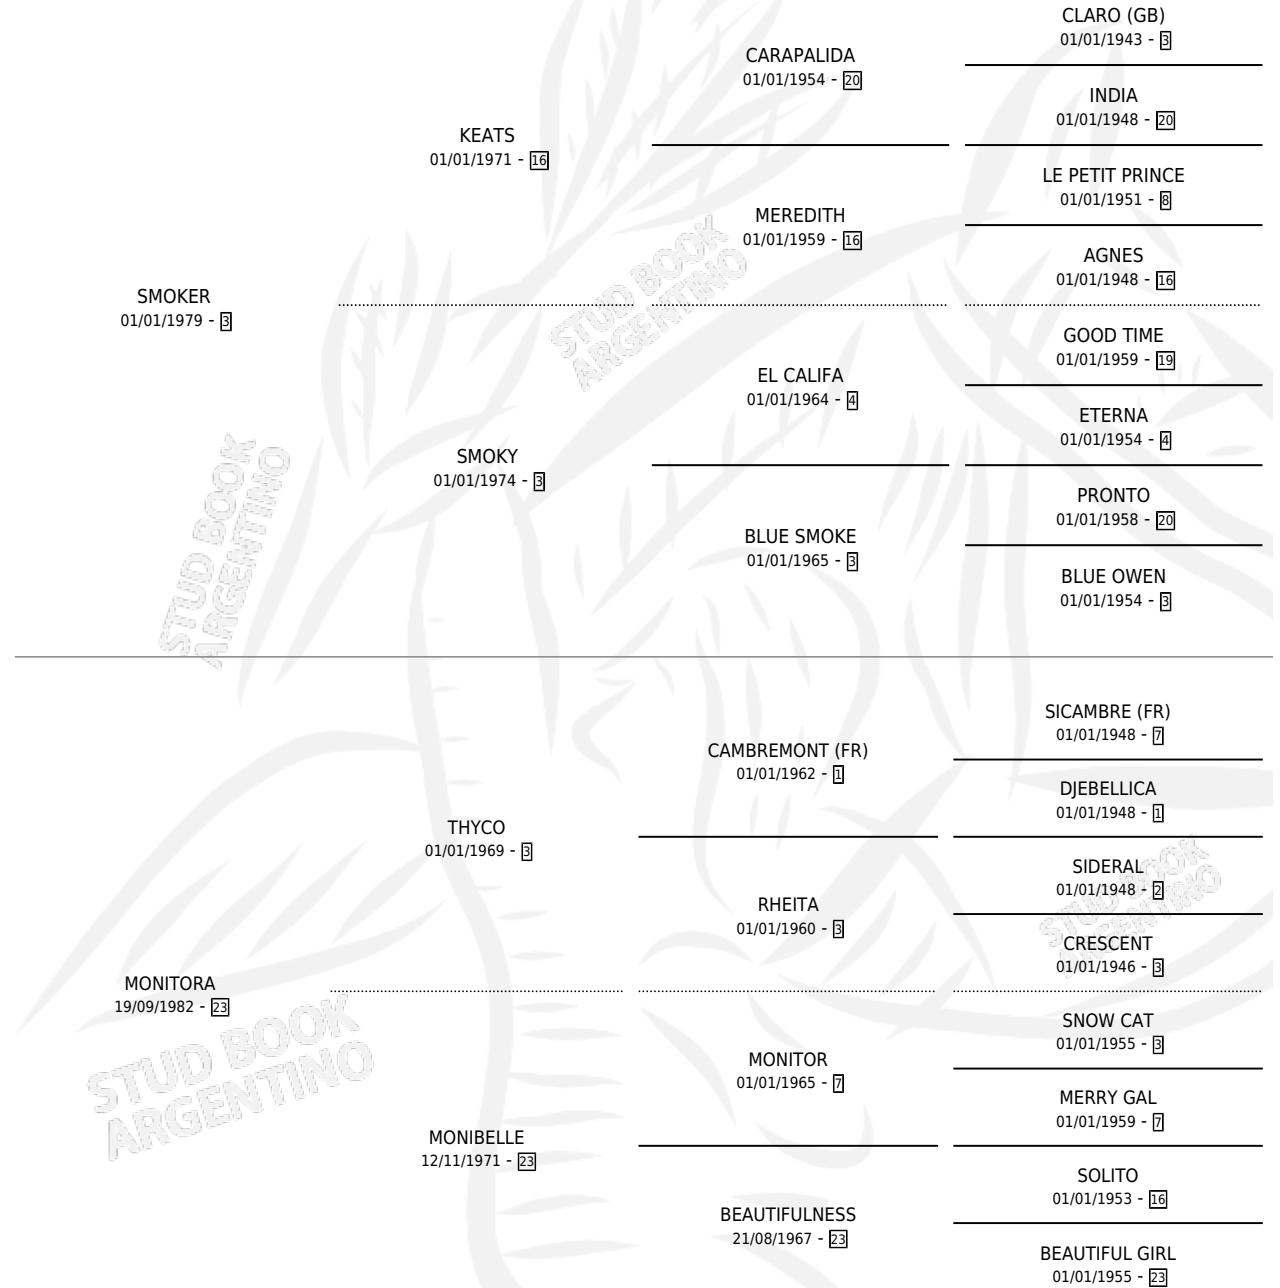 CLARO (GB)
01/01/1943 - 3
CARAPALIDA
01/01/1954 - 20
INDIA
01/01/1948 - 20
KEATS
01/01/1971 - 16
LE PETIT PRINCE
01/01/1951 - 8
MEREDITH
01/01/1959 - 16
AGNES
01/01/1948 - 16
SMOKER
01/01/1979 - 3
GOOD TIME
01/01/1959 - 19
EL CALIFA
01/01/1964 - 4
ETERNA
01/01/1954 - 4
SMOKY
01/01/1974 - 3
PRONTO
01/01/1958 - 20
BLUE SMOKE
01/01/1965 - 3
BLUE OWEN
01/01/1954 - 3
STUD BOOK
ARGENTINO
STUD BOOK
ARGENTINO
SICAMBRE (FR)
01/01/1948 - 7
CAMBREMONT (FR)
01/01/1962 - 1
DJEBELLICA
01/01/1948 - 1
THYCO
01/01/1969 - 3
SIDERAL
01/01/1948 - 2
RHEITA
01/01/1960 - 3
CRESCENT
01/01/1946 - 3
MONITORA
19/09/1982 - 23
SNOW CAT
01/01/1955 - 3
MONITOR
01/01/1965 - 7
MERRY GAL
01/01/1959 - 7
MONIBELLE
12/11/1971 - 23
SOLITO
01/01/1953 - 16
BEAUTIFULNESS
21/08/1967 - 23
BEAUTIFUL GIRL
01/01/1955 - 23
STUD BOOK
ARGENTINO
STUD BOOK
ARGENTINO